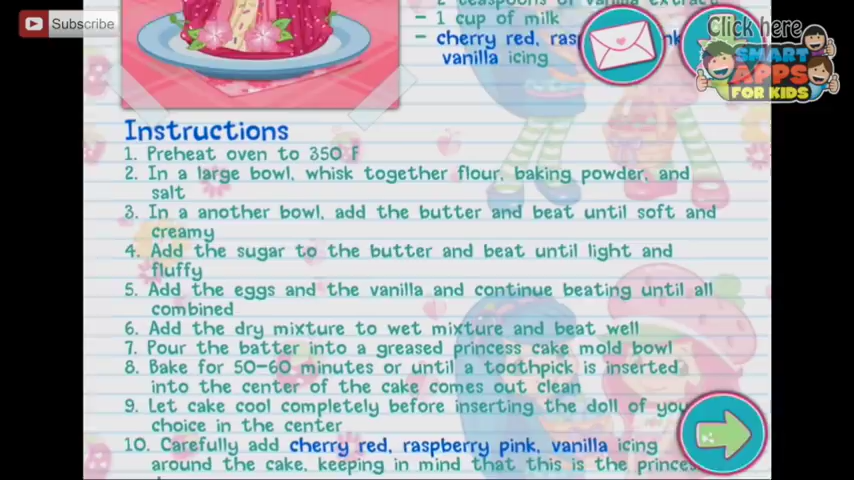 Subscribe
2 teaspoons of vanilla extract
Click here
SMART
APPS
FOR KIDS
- 1 cup of milk
- cherry red,
vanilla icing
Instructions
1. Preheat oven to 350 F
2. In a large bowl, whisk together flour, baking powder, and
salt
3. In a another bowl, add the butter and beat until soft and
creamy
4. Add the sugar to the butter and beat until light and
fluffy
5. Add the eggs and the vanilla and continue beating until all
combined
6. Add the dry mixture to wet mixture and beat well
7. Pour the batter into a greased princess cake mold bowl
8. Bake for 50-60 minutes or until a toothpick is inserted
into the center of the cake comes out clean
9. Let cake cool completely before inserting the doll of you
choice in the center
10. Carefully add cherry red, raspberry pink, vanilla icing
around the cake, keeping in mind that this is the princes